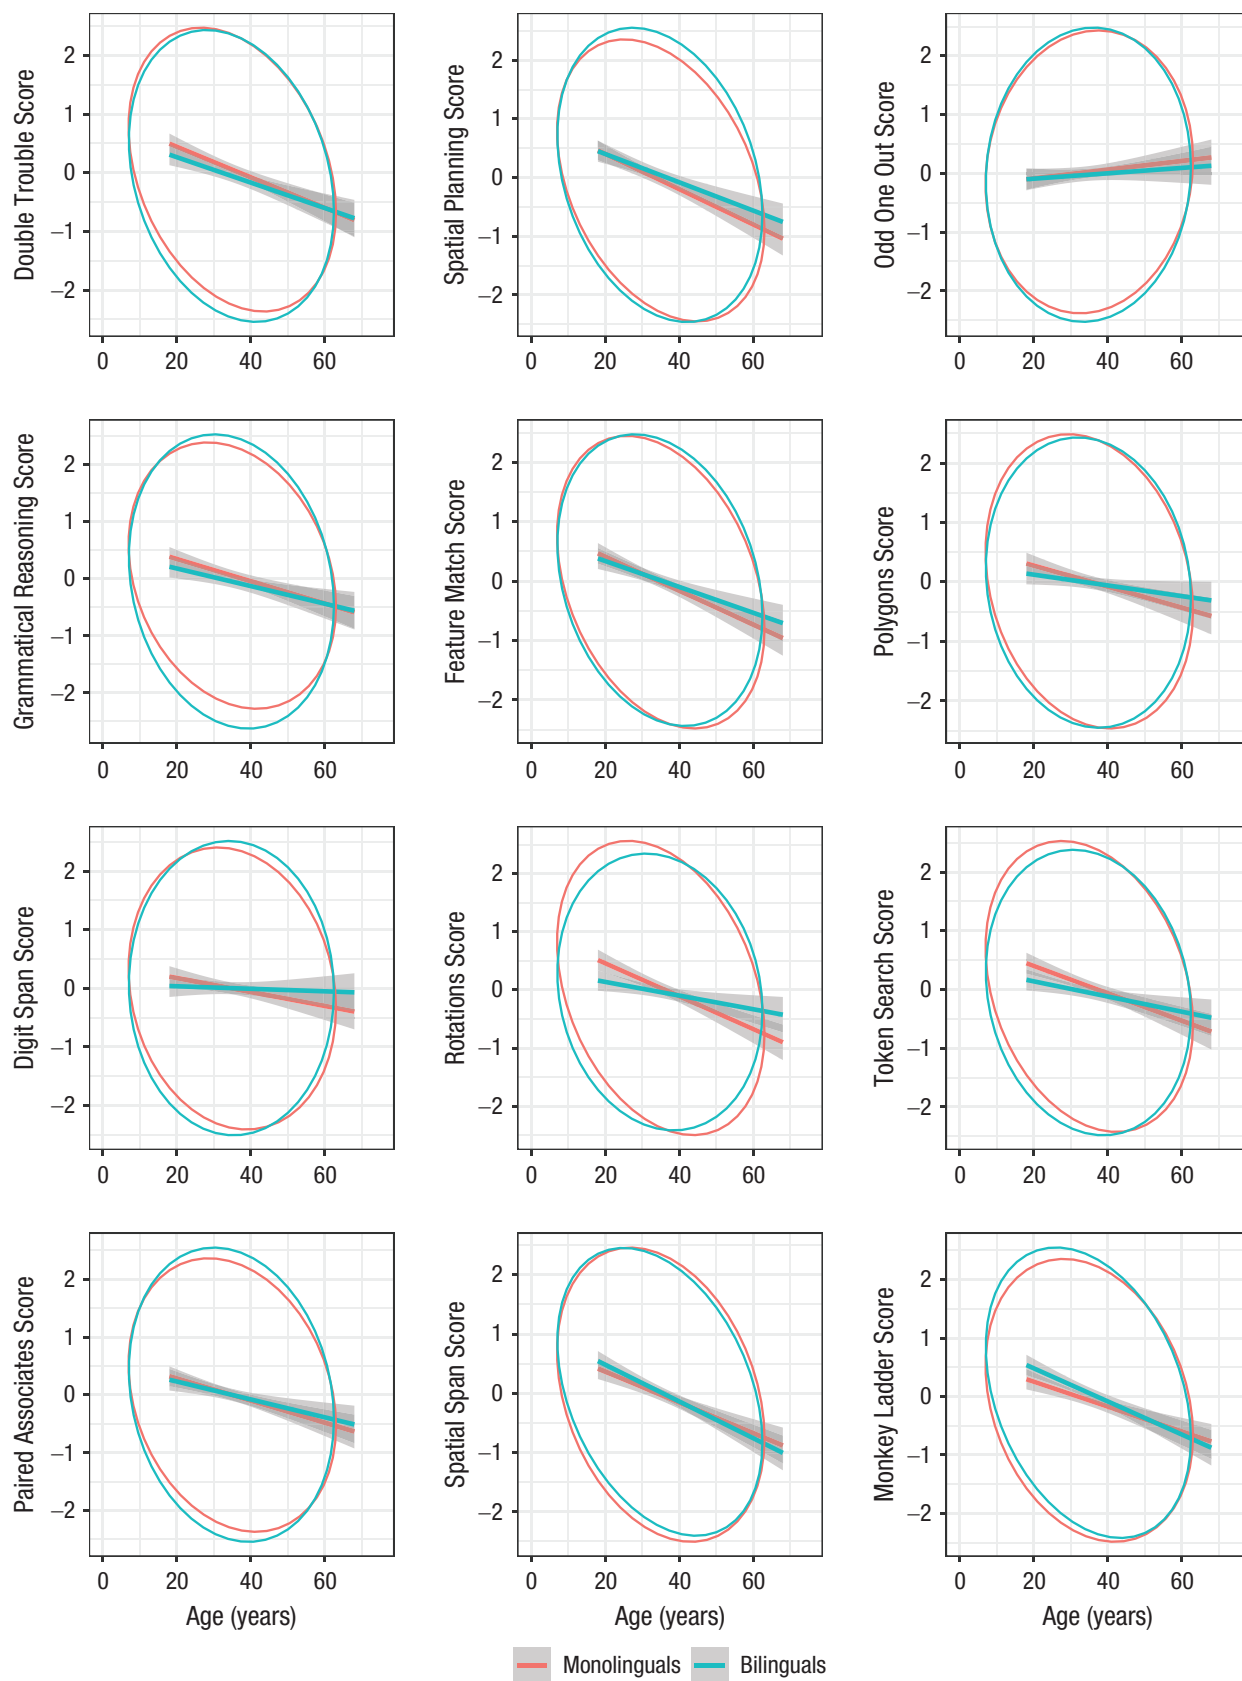 Double Trouble Score
2
1
0
−1
−2
0 20 40 60
Spatial Planning Score
2
1
0
−1
−2
0 20 40 60
Odd One Out Score
2
1
0
−1
−2
0 20 40 60
Grammatical Reasoning Score
2
1
0
−1
−2
0 20 40 60
Feature Match Score
2
1
0
−1
−2
0 20 40 60
Polygons Score
2
1
0
−1
−2
0 20 40 60
Digit Span Score
2
1
0
−1
−2
0 20 40 60
Rotations Score
2
1
0
−1
−2
0 20 40 60
Token Search Score
2
1
0
−1
−2
0 20 40 60
Paired Associates Score
2
1
0
−1
−2
0 20 40 60
Age (years)
Spatial Span Score
2
1
0
−1
−2
0 20 40 60
Age (years)
Monkey Ladder Score
2
1
0
−1
−2
0 20 40 60
Age (years)
Monolinguals Bilinguals